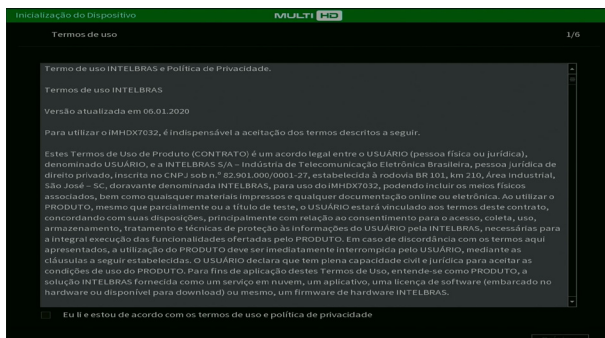 Inicialização do Dispositivo
MULTI HD
Termos de uso
1/6
Termo de uso INTELBRAS e Política de Privacidade.
Termos de uso INTELBRAS
Versão atualizada em 06.01.2020
Para utilizar o iMHDX7032, é indispensável a aceitação dos termos descritos a seguir.
Estes Termos de Uso de Produto (CONTRATO) é um acordo legal entre o USUÁRIO (pessoa física ou jurídica),
denominado USUÁRIO, e a INTELBRAS S/A – Indústria de Telecomunicação Eletrônica Brasileira, pessoa jurídica de
direito privado, inscrita no CNPJ sob n.º 82.901.000/0001-27, estabelecida à rodovia BR 101, km 210, Área Industrial,
São José – SC, doravante denominada INTELBRAS, para uso do iMHDX7032, podendo incluir os meios físicos
associados, bem como quaisquer materiais impressos e qualquer documentação online ou eletrônica. Ao utilizar o
PRODUTO, mesmo que parcialmente ou a título de teste, o USUÁRIO estará vinculado aos termos deste contrato,
concordando com suas disposições, principalmente com relação ao consentimento para o acesso, coleta, uso,
armazenamento, tratamento e técnicas de proteção às informações do USUÁRIO pela INTELBRAS, necessárias para
a integral execução das funcionalidades ofertadas pelo PRODUTO. Em caso de discordância com os termos aqui
apresentados, a utilização do PRODUTO deve ser imediatamente interrompida pelo USUÁRIO, mediante as
cláusulas a seguir estabelecidas. O USUÁRIO declara que tem plena capacidade civil e jurídica para aceitar as
condições de uso do PRODUTO. Para fins de aplicação destes Termos de Uso, entende-se como PRODUTO, a
solução INTELBRAS fornecida como um serviço em nuvem, um aplicativo, uma licença de software (embarcado no
hardware ou disponível para download) ou mesmo, um firmware de hardware INTELBRAS.
Eu li e estou de acordo com os termos de uso e política de privacidade